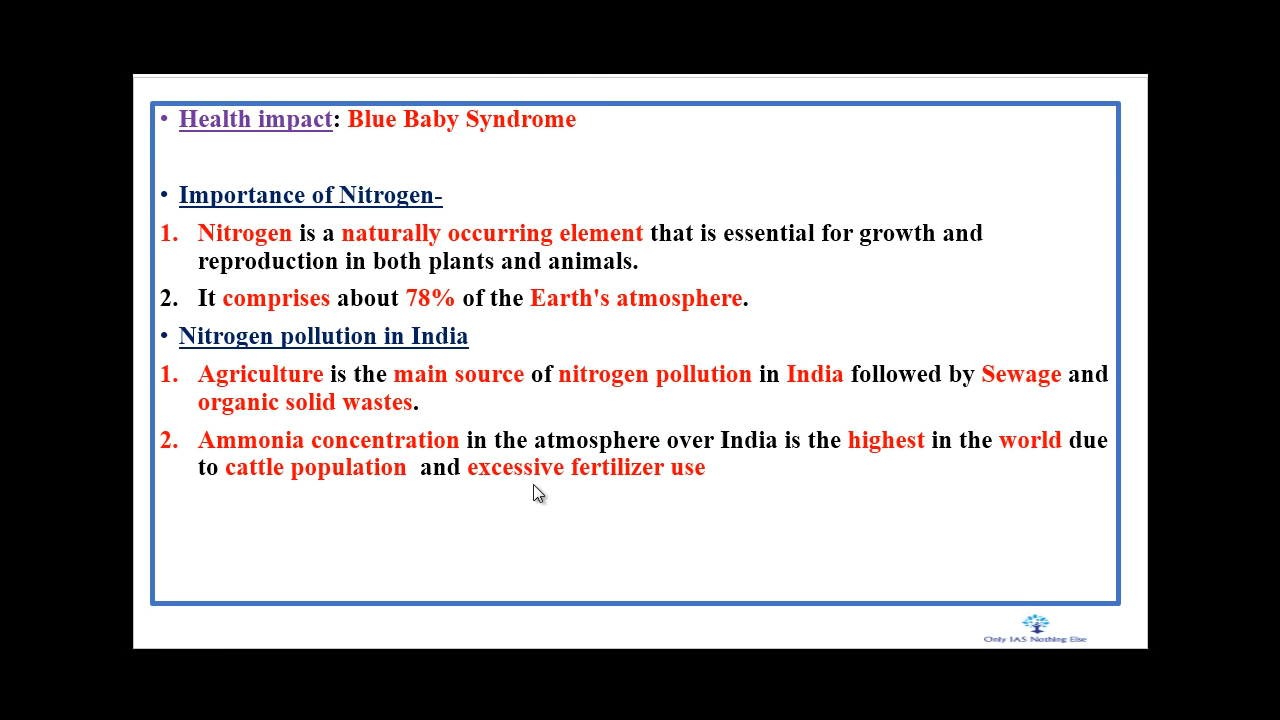 • Health impact: Blue Baby Syndrome
• Importance of Nitrogen-
1. Nitrogen is a naturally occurring element that is essential for growth and
reproduction in both plants and animals.
2. It comprises about 78% of the Earth's atmosphere.
• Nitrogen pollution in India
1. Agriculture is the main source of nitrogen pollution in India followed by Sewage and
organic solid wastes.
2. Ammonia concentration in the atmosphere over India is the highest in the world due
to cattle population and excessive fertilizer use
Only IAS Nothing Else